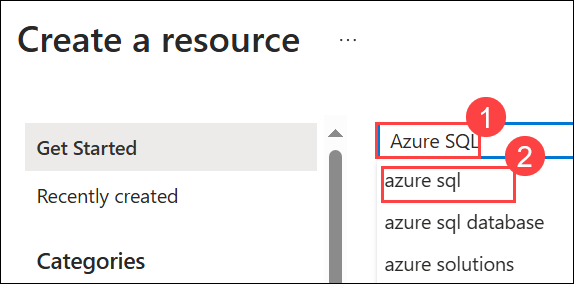 Create a resource ...
Get Started
Recently created
Categories
Azure SQL
1
2
azure sql
azure sql database
azure solutions